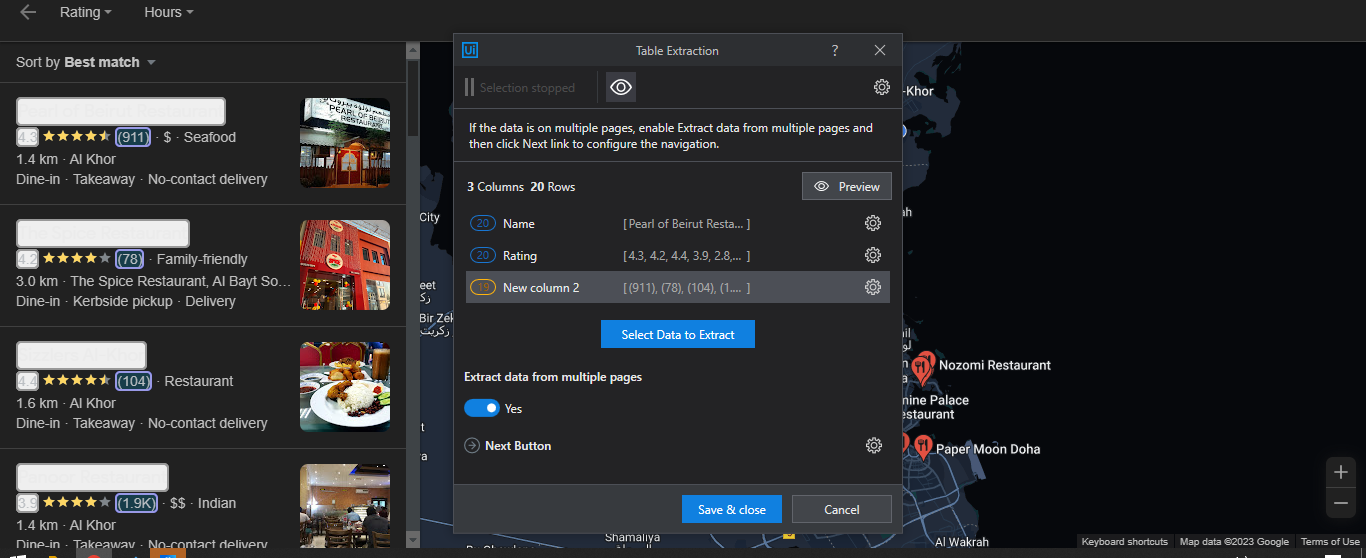 Rating
Hours
Sort by Best match
Pearl of Beirut Restaurant
4.3 (911) · $ · Seafood
1.4 km · Al Khor
Dine-in · Takeaway · No-contact delivery
PEARL OF BEIRUT
RESTAURANT
The Spice Restaurant
4.2 (78) · Family-friendly
3.0 km · The Spice Restaurant, Al Bayt So...
Dine-in · Kerbside pickup · Delivery
Sizzlers Al-Khor
4.4 (104) · Restaurant
1.6 km · Al Khor
Dine-in · Takeaway · No-contact delivery
Restaurant
3.9 (1.9K) · $$ · Indian
1.4 km · Al Khor
Dine-in · Takeaway · No-contact delivery
Ui Table Extraction ?
Selection stopped
If the data is on multiple pages, enable Extract data from multiple pages and
then click Next link to configure the navigation.
3 Columns 20 Rows
Preview
20 Name [ Pearl of Beirut Resta... ]
20 Rating [ 4.3, 4.2, 4.4, 3.9, 2.8,... ]
19 New column 2 [ (911), (78), (104), (1.... ]
Select Data to Extract
Extract data from multiple pages
Yes
Next Button
Save & close
Cancel
-Khor
City
Bir Zek
زكريت
Nozomi Restaurant
mine Palace
estaurant
Paper Moon Doha
Shamaliya
Al Wakrah
Keyboard shortcuts
Map data ©2023 Google
Terms of Use